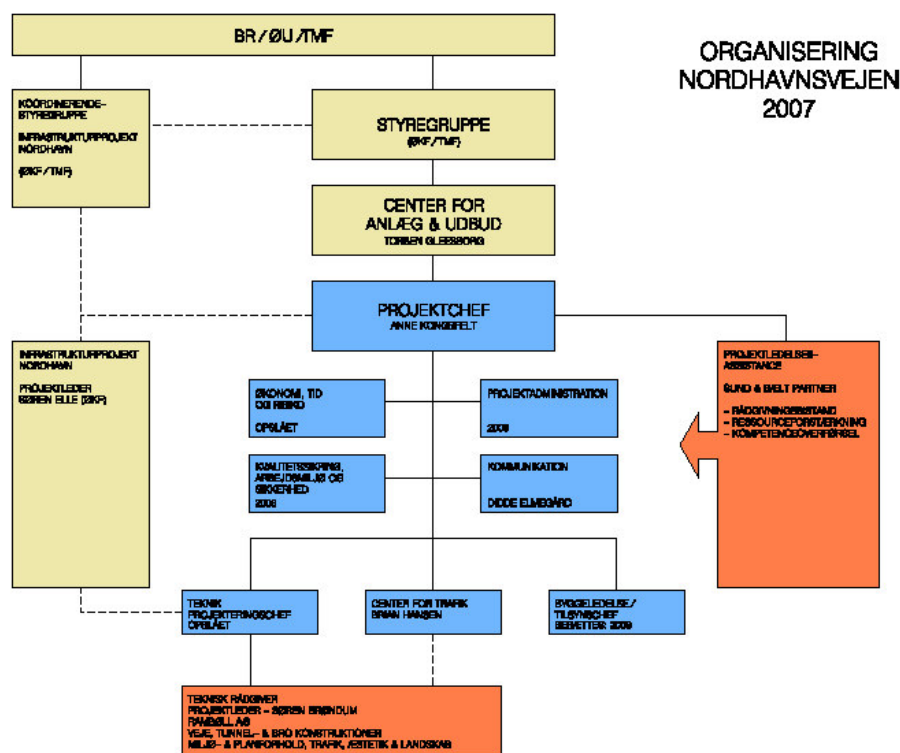 BR/ØU/TMF
ORGANISERING
NORDHAVNSVEJEN
2007
KOORDINERENDE-
STYREGRUPPE
INFRASTRUKTURPROJEKT
NORDHAVN
(ØKF/TMF)
STYREGRUPPE
(ØKF/TMF)
CENTER FOR
ANLÆG & UDBUD
TORBEN GLEESBORG
PROJEKTCHEF
ANNE KONGSFELT
INFRASTRUKTURPROJEKT
NORDHAVN
PROJEKTLEDER
SØREN ELLE (ØKF)
PROJEKTLEDELSES-
ASSISTANCE
SUND & BÆLT PARTNER
- RÅDGIVNINGSBISTAND
- RESSOURCEFORSTÆRKNING
- KOMPETENCEOVERFØRSEL
ØKONOMI, TID
OG RISIKO
OPSLÅET
PROJEKTADMINISTRATION
2008
KVALITETSSIKRING,
ARBEJDSMILJØ OG
SIKKERHED
2008
KOMMUNIKATION
DIDDE ELMEGÅRD
TEKNIK
PROJEKTERINGSCHEF
OPSLÅET
CENTER FOR TRAFIK
BRIAN HANSEN
BYGGELEDELSE/
TILSYNSCHEF
BESÆTTES: 2009
TEKNISK RÅDGIVER
PROJEKTLEDER - SØREN BRØNDUM
RAMBØLL AS
VEJE, TUNNEL- & BRO KONSTRUKTIONER
MILJØ- & PLANFORHOLD, TRAFIK, ÆSTETIK & LANDSKAB